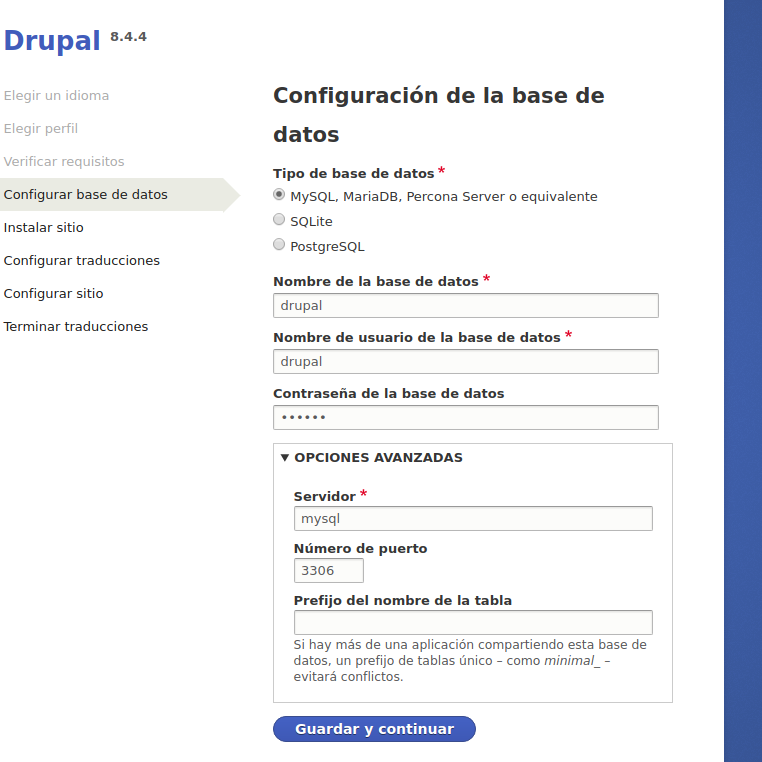 Drupal 8.4.4
Elegir un idioma
Elegir perfil
Verificar requisitos
Configurar base de datos
Instalar sitio
Configurar traducciones
Configurar sitio
Terminar traducciones
Configuración de la base de
datos
Tipo de base de datos *
MySQL, MariaDB, Percona Server o equivalente
SQLite
PostgreSQL
Nombre de la base de datos *
drupal
Nombre de usuario de la base de datos *
drupal
Contraseña de la base de datos
••••••
▼ OPCIONES AVANZADAS
Servidor *
mysql
Número de puerto
3306
Prefijo del nombre de la tabla
Si hay más de una aplicación compartiendo esta base de
datos, un prefijo de tablas único – como minimal_ –
evitará conflictos.
Guardar y continuar